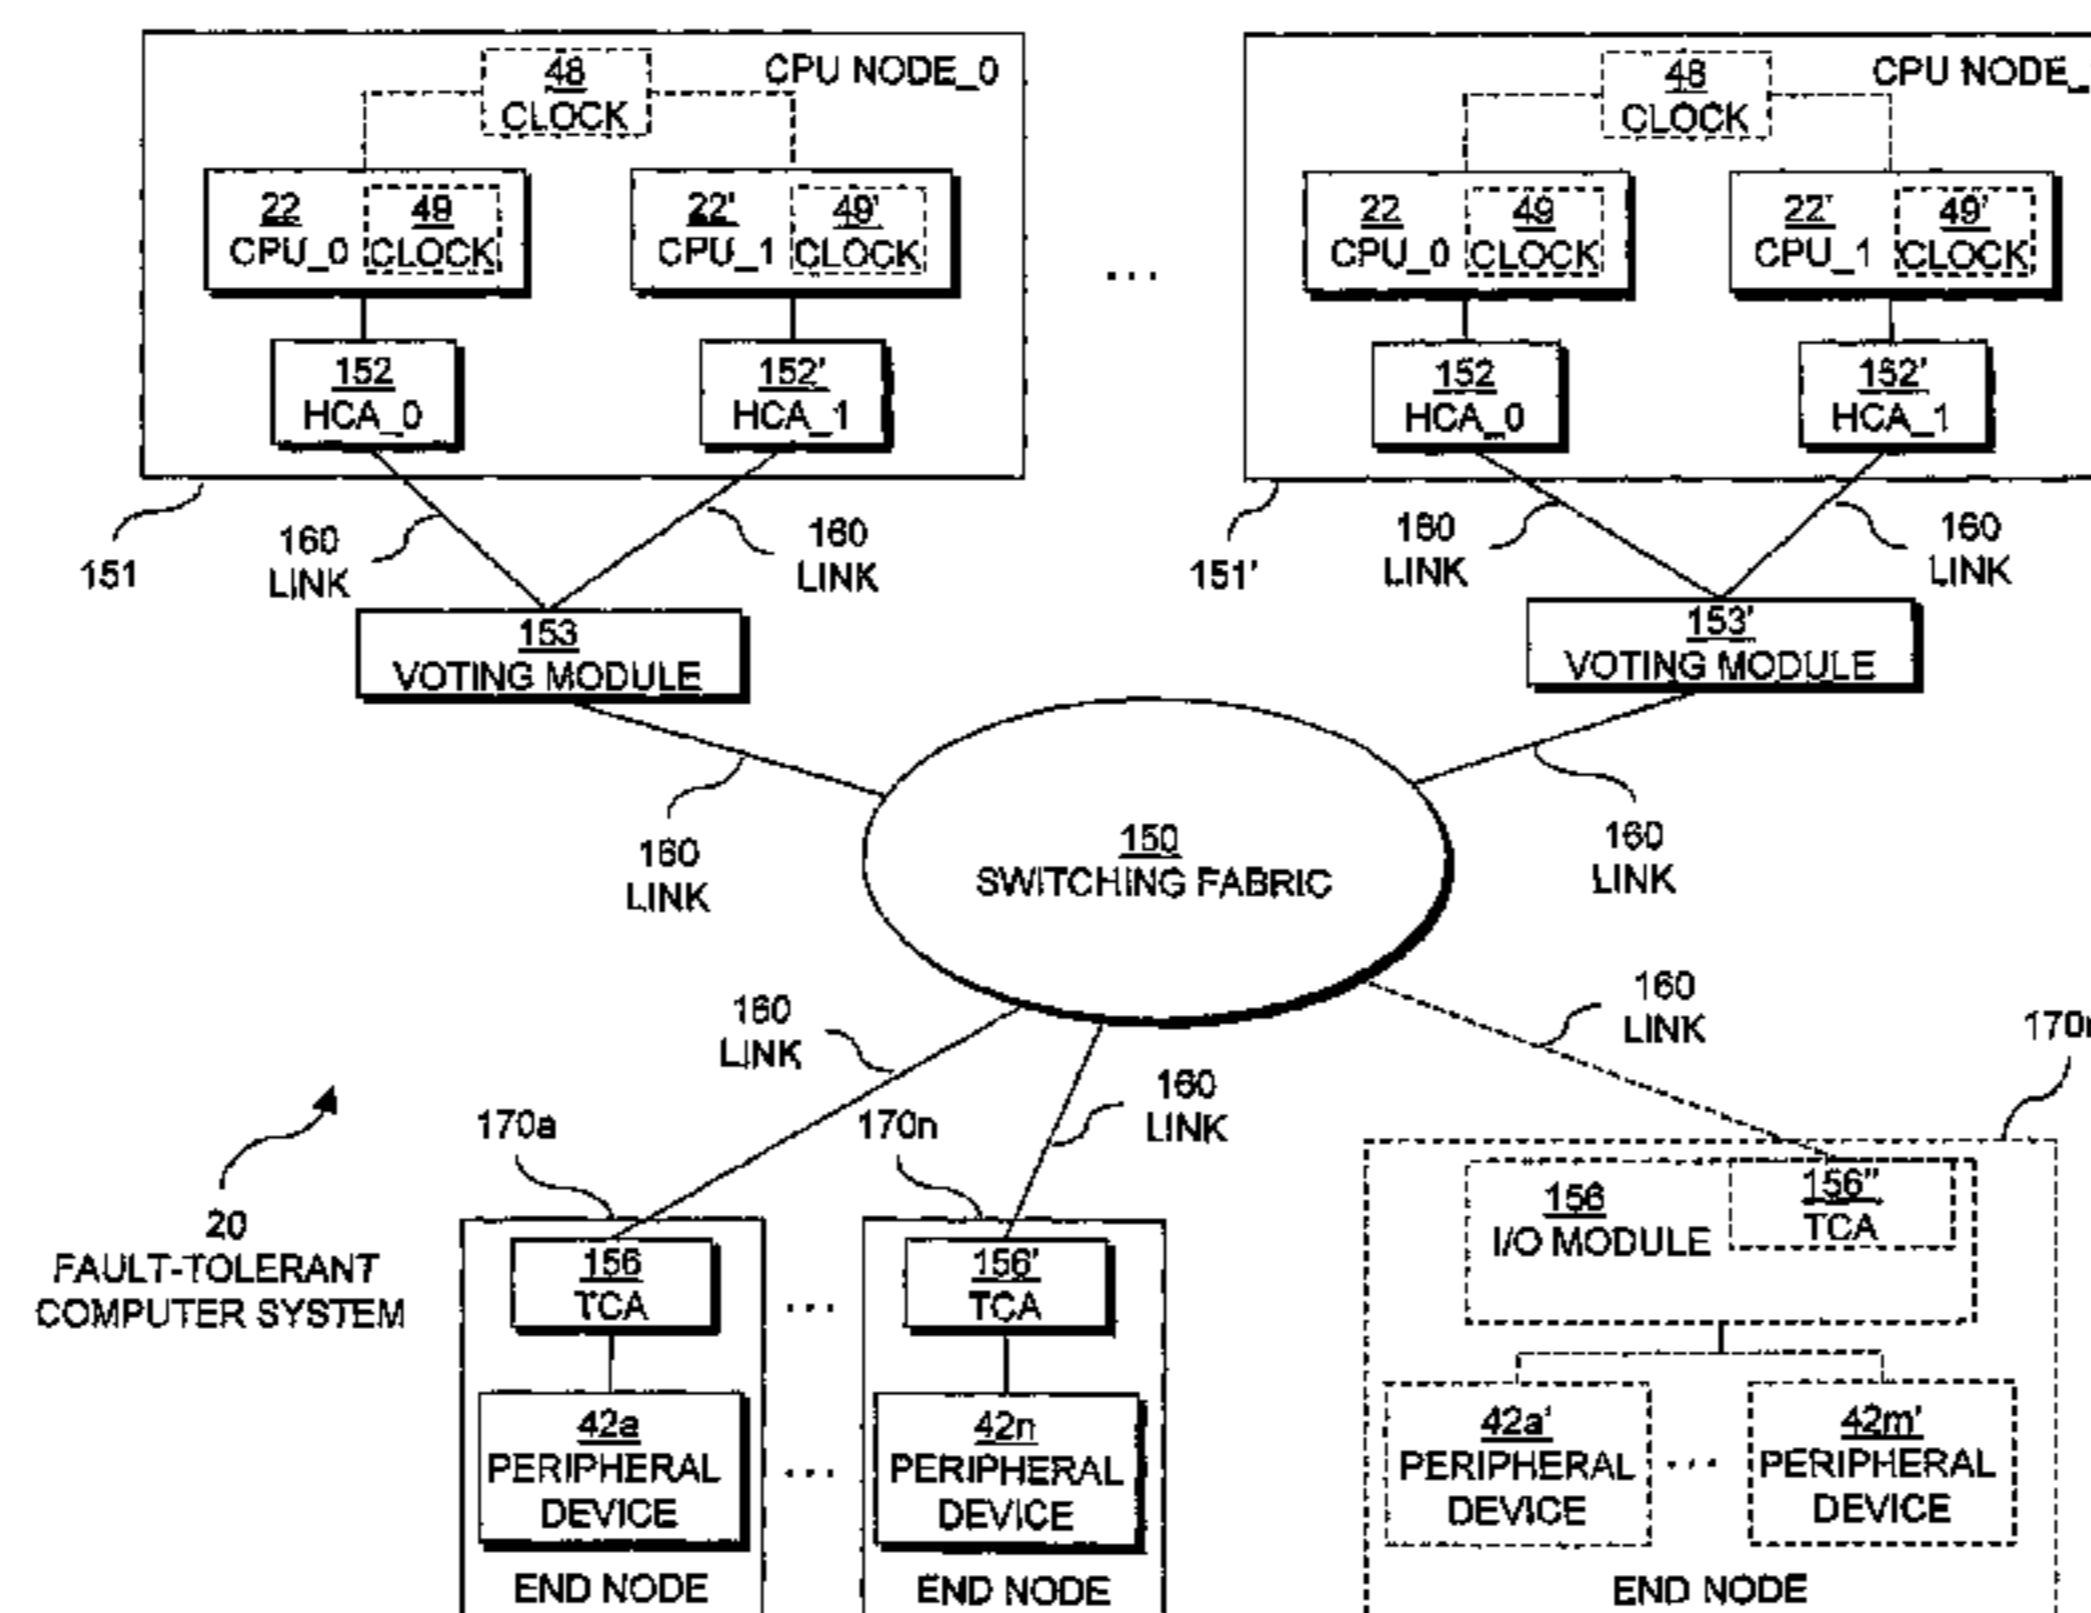 48
CLOCK
CPU NODE_0
22
CPU_0
49
CLOCK
22'
CPU_1
49'
CLOCK
152
HCA_0
152'
HCA_1
151
160
LINK
160
LINK
...
48
CLOCK
CPU NODE_
22
CPU_0
49
CLOCK
22'
CPU_1
49'
CLOCK
152
HCA_0
152'
HCA_1
151'
160
LINK
160
LINK
153
VOTING MODULE
153'
VOTING MODULE
160
LINK
150
SWITCHING FABRIC
160
LINK
160
LINK
160
LINK
160
LINK
20
FAULT-TOLERANT
COMPUTER SYSTEM
170a
156
TCA
42a
PERIPHERAL
DEVICE
END NODE
...
...
170n
156'
TCA
42n
PERIPHERAL
DEVICE
END NODE
156
I/O MODULE
156"
TCA
42a'
PERIPHERAL
DEVICE
...
42m'
PERIPHERAL
DEVICE
END NODE